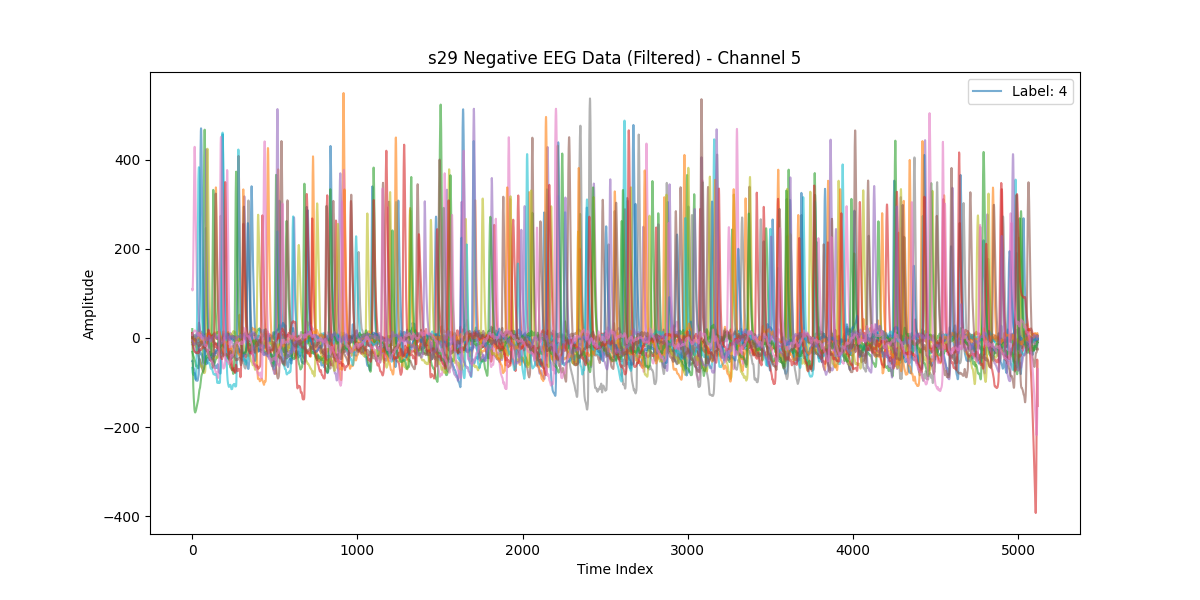 s29 Negative EEG Data (Filtered) - Channel 5
Label: 4
Amplitude
400
200
0
−200
−400
0 1000 2000 3000 4000 5000
Time Index